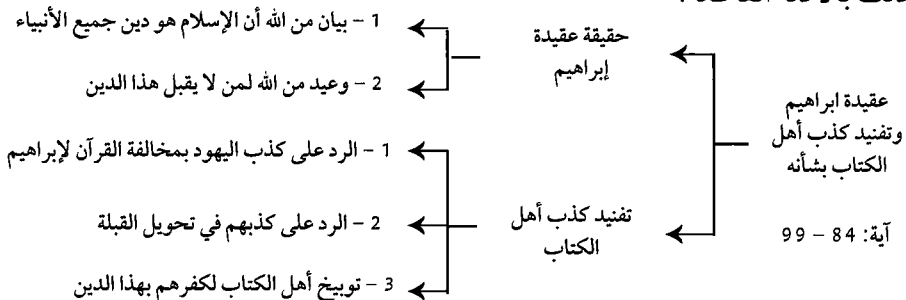 عقيدة ابراهيم
وتفنيد كذب أهل
الكتاب بشأنه
آية: 84 – 99
حقيقة عقيدة
إبراهيم
1 – بيان من الله أن الإسلام هو دين جميع الأنبياء
2 – وعيد من الله لمن لا يقبل هذا الدين
تفنيد كذب أهل
الكتاب
1 – الرد على كذب اليهود بمخالفة القرآن لإبراهيم
2 – الرد على كذبهم في تحويل القبلة
3 – توبيخ أهل الكتاب لكفرهم بهذا الدين